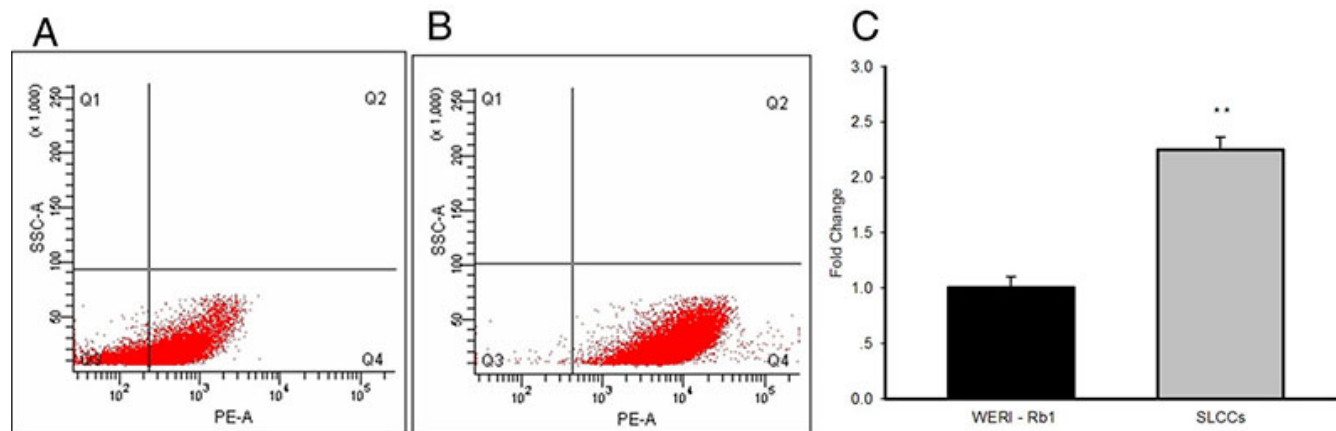 A
B
C
Q1
Q2
(x 1,000)
250
200
150
100
50
SSC-A
Q4
10²
10³
10⁴
10⁵
PE-A
Q1
Q2
(x 1,000)
250
200
150
100
50
SSC-A
Q3
Q4
10²
10³
10⁴
10⁵
PE-A
3.0
2.5
2.0
1.5
1.0
.5
0.0
Fold Change
**
WERI - Rb1
SLCCs